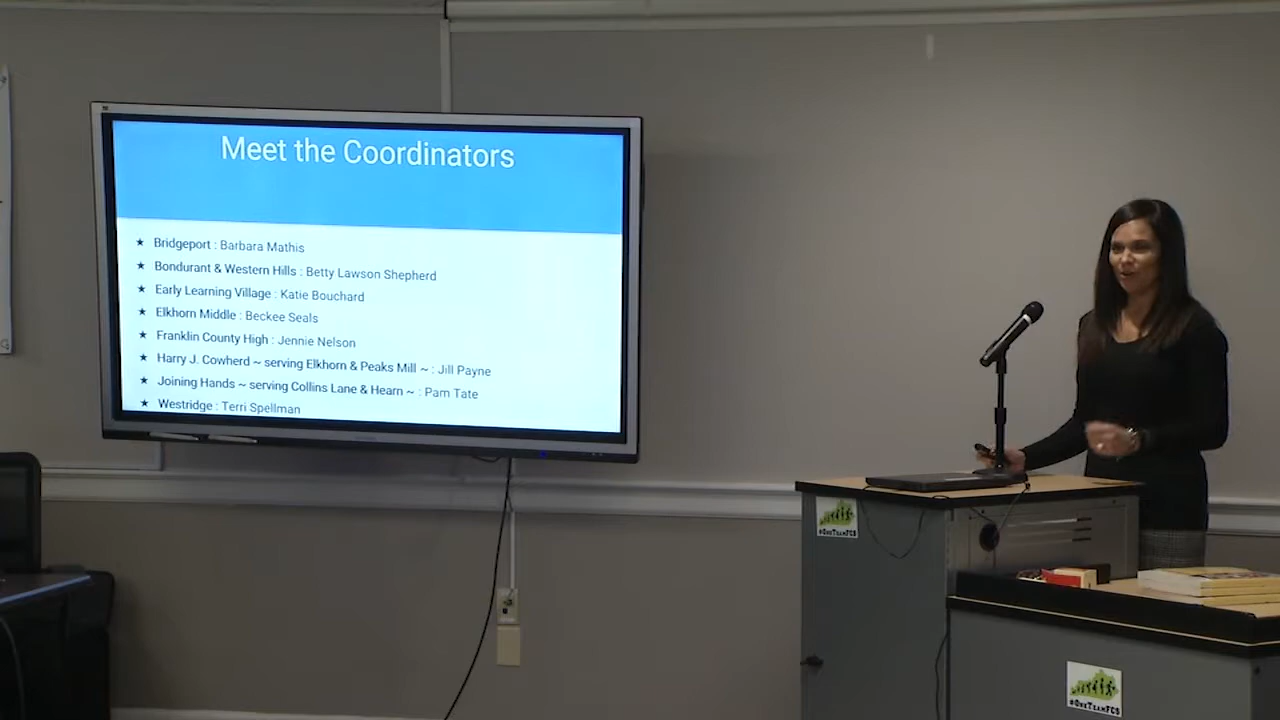 Meet the Coordinators
★ Bridgeport : Barbara Mathis
★ Bondurant & Western Hills : Betty Lawson Shepherd
★ Early Learning Village : Katie Bouchard
★ Elkhorn Middle : Beckee Seals
★ Franklin County High : Jennie Nelson
★ Harry J. Cowherd ~ serving Elkhorn & Peaks Mill ~ : Jill Payne
★ Joining Hands ~ serving Collins Lane & Hearn ~ : Pam Tate
★ Westridge : Terri Spellman
#OneTeamFCS
#OneTeamFCS